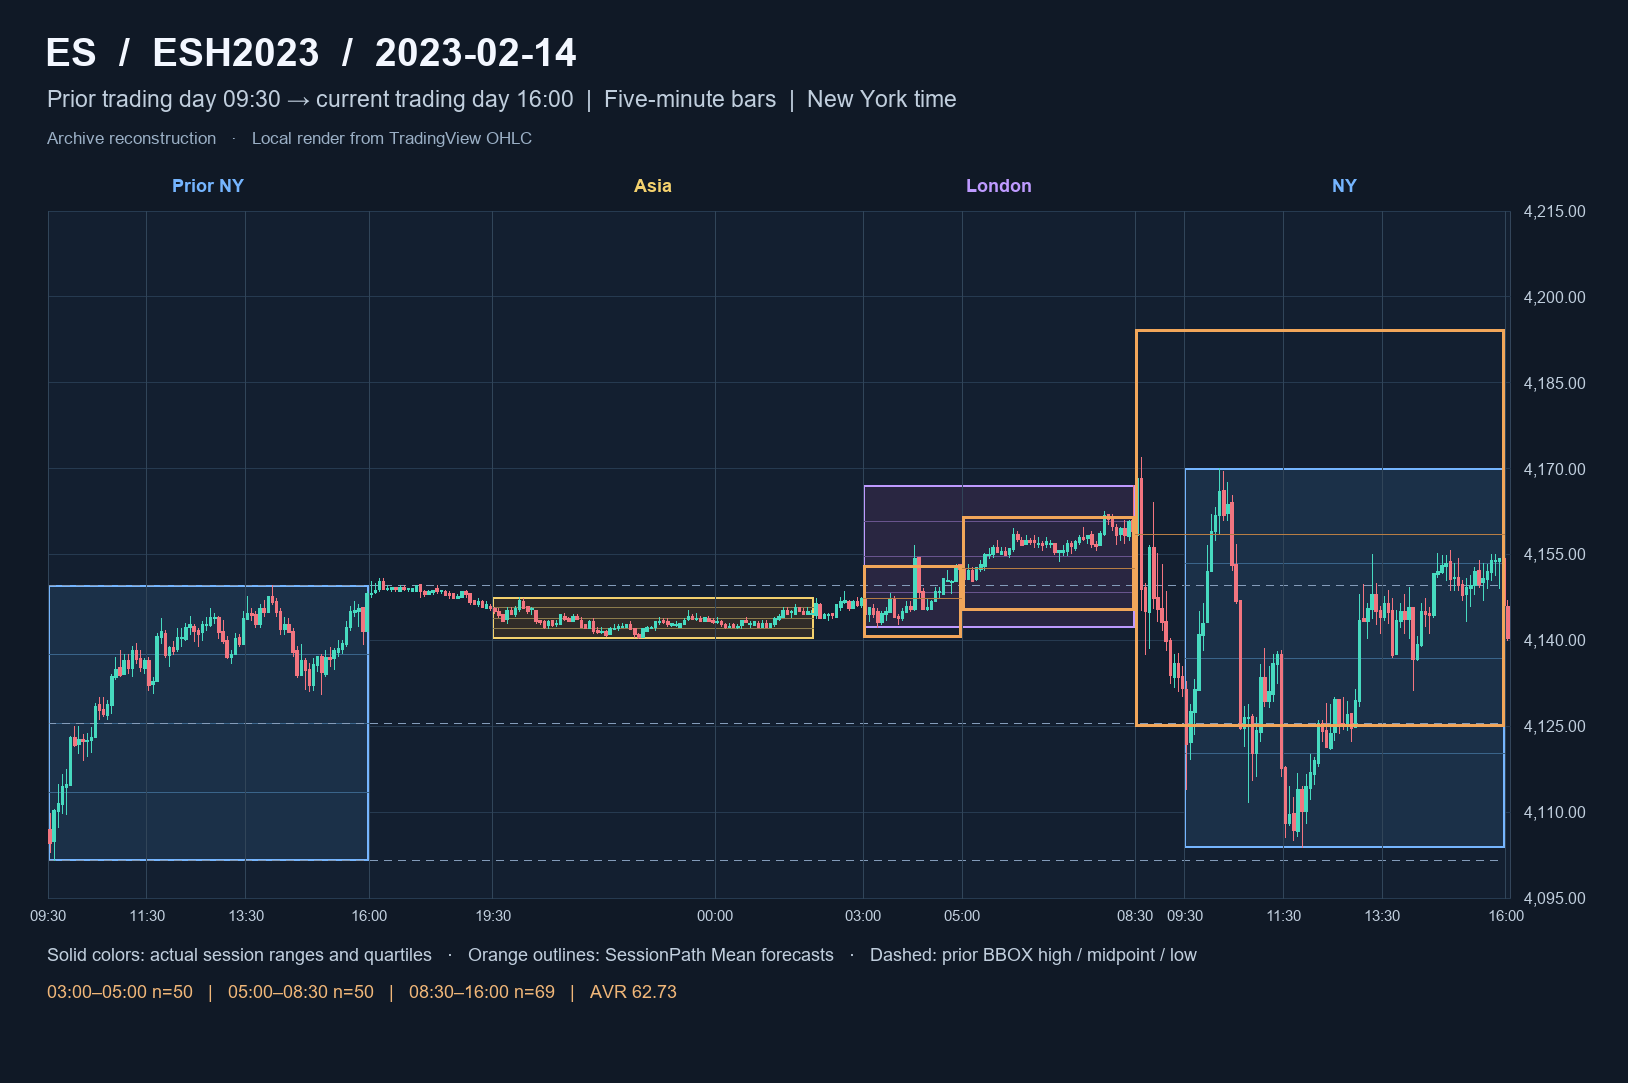 ES / ESH2023 / 2023-02-14
Prior trading day 09:30 → current trading day 16:00 | Five-minute bars | New York time
Archive reconstruction · Local render from TradingView OHLC
Prior NY Asia London NY
4,215.00
4,200.00
4,185.00
4,170.00
4,155.00
4,140.00
4,125.00
4,110.00
4,095.00
09:30 11:30 13:30 16:00 19:30 00:00 03:00 05:00 08:30 09:30 11:30 13:30 16:00
Solid colors: actual session ranges and quartiles · Orange outlines: SessionPath Mean forecasts · Dashed: prior BBOX high / midpoint / low
03:00–05:00 n=50 | 05:00–08:30 n=50 | 08:30–16:00 n=69 | AVR 62.73